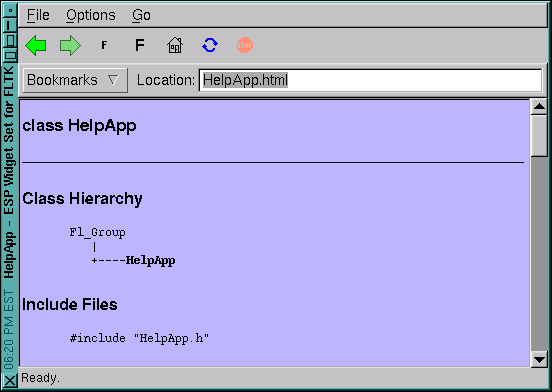 File Options Go
F F STOP
Bookmarks Location: HelpApp.html
class HelpApp
Class Hierarchy
Fl_Group
|
+----HelpApp
Include Files
#include "HelpApp.h"
Ready.
06:20 PM EST HelpApp - ESP Widget Set for FLTK